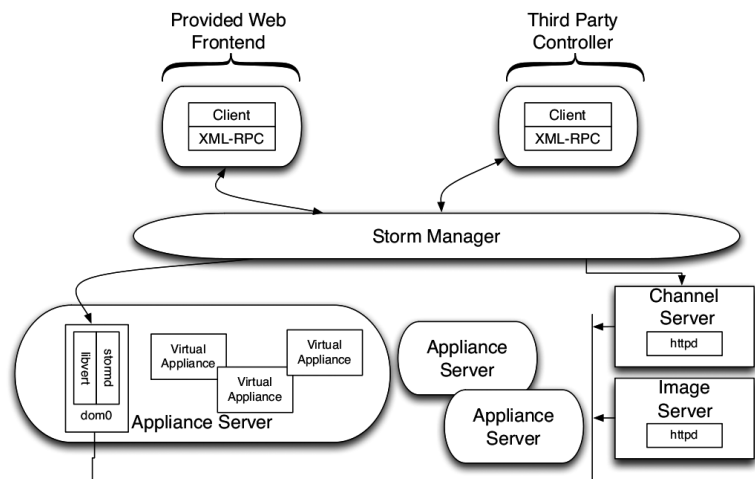 Provided Web
Frontend
Third Party
Controller
Client
XML-RPC
Client
XML-RPC
Storm Manager
Channel
Server
httpd
Virtual
Appliance
Virtual
Appliance
Virtual
Appliance
libvert
stormd
dom0
Appliance Server
Appliance
Server
Appliance
Server
Image
Server
httpd